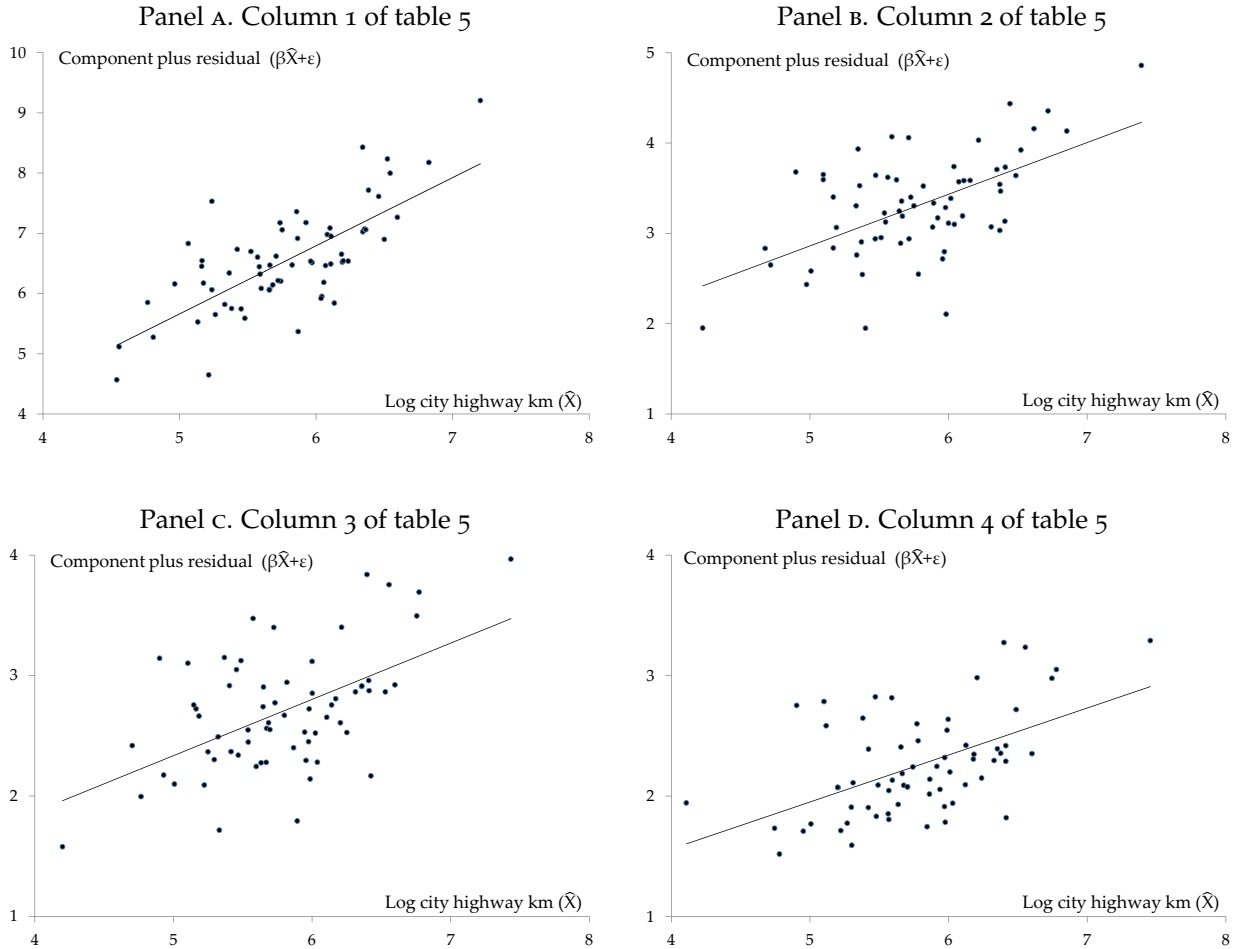 Panel A. Column 1 of table 5
10
9
8
7
6
5
4
Component plus residual (βX̂+ε)
Log city highway km (X̂)
4 5 6 7 8
Panel B. Column 2 of table 5
5
4
3
2
1
Component plus residual (βX̂+ε)
Log city highway km (X̂)
4 5 6 7 8
Panel C. Column 3 of table 5
4
3
2
1
Component plus residual (βX̂+ε)
Log city highway km (X̂)
4 5 6 7 8
Panel D. Column 4 of table 5
4
3
2
1
Component plus residual (βX̂+ε)
Log city highway km (X̂)
4 5 6 7 8